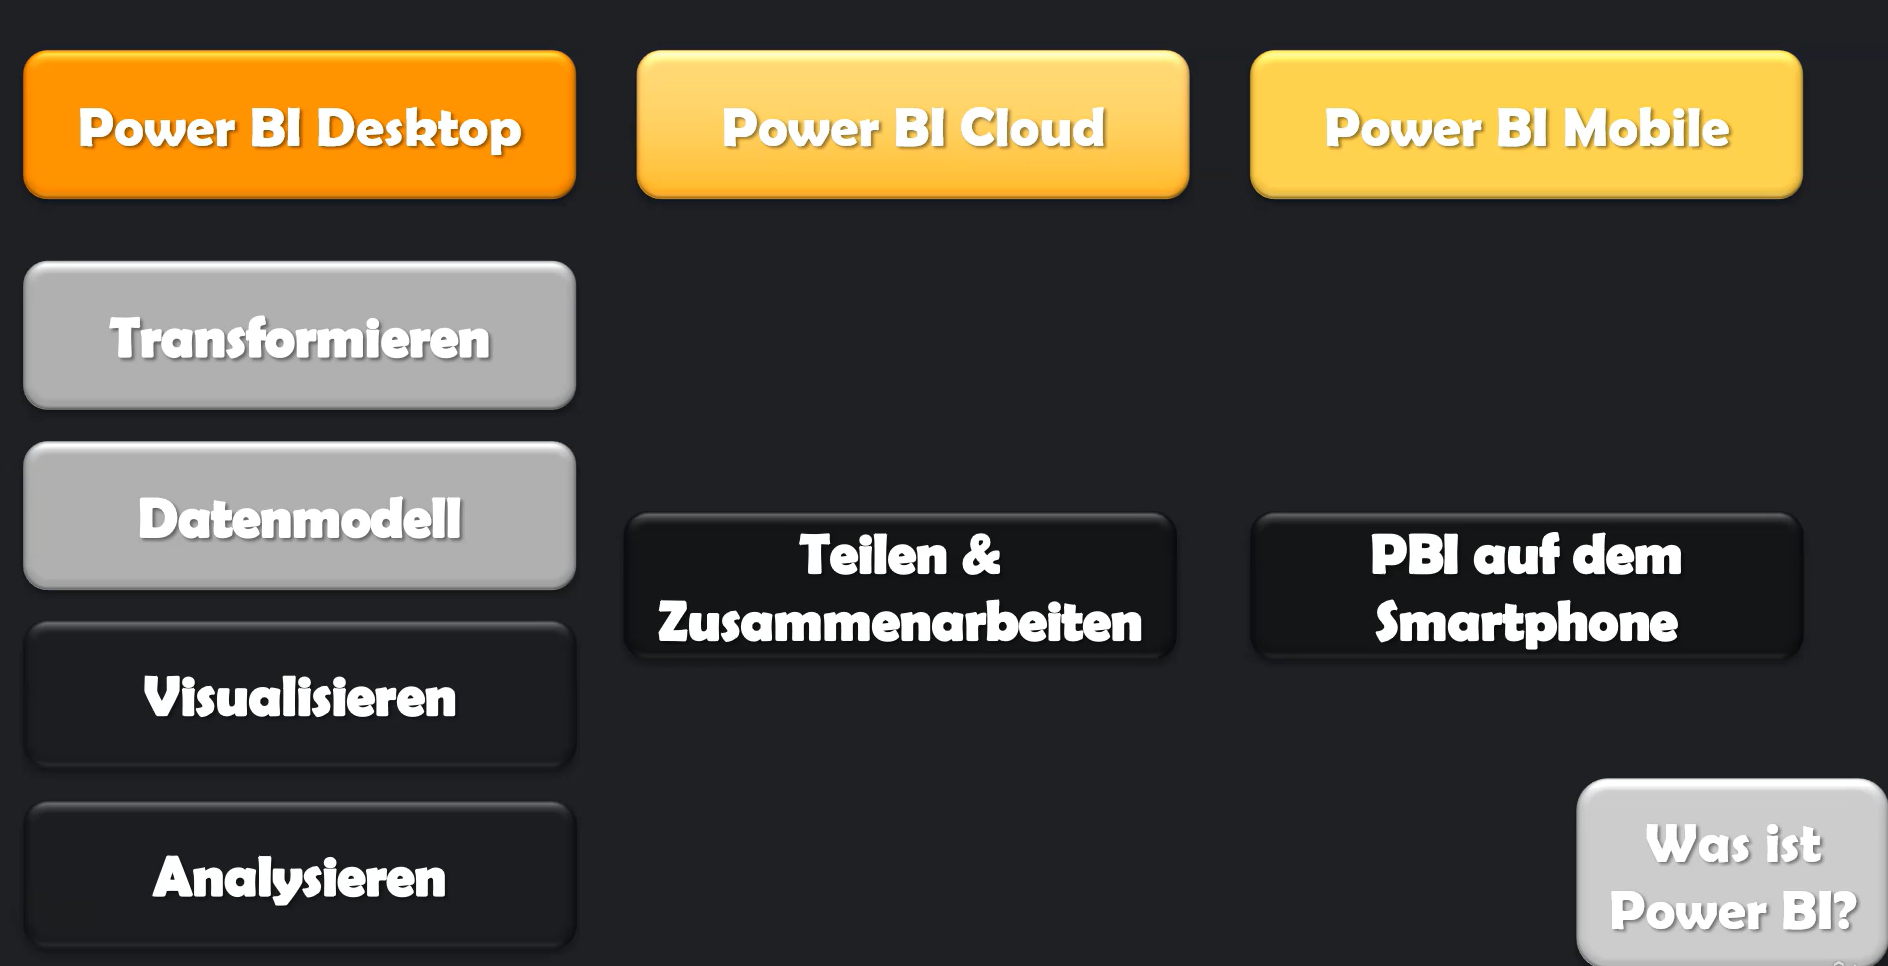 Power BI Desktop
Power BI Cloud
Power BI Mobile
Transformieren
Datenmodell
Visualisieren
Analysieren
Teilen &
Zusammenarbeiten
PBI auf dem
Smartphone
Was ist
Power BI?